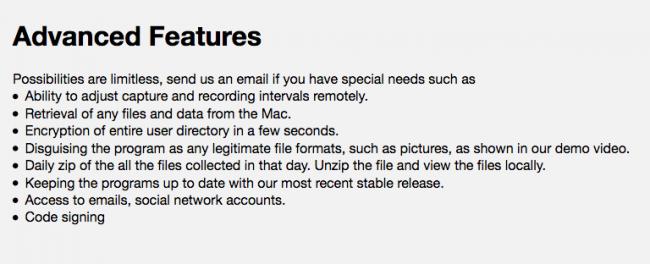 Advanced Features
Possibilities are limitless, send us an email if you have special needs such as
• Ability to adjust capture and recording intervals remotely.
• Retrieval of any files and data from the Mac.
• Encryption of entire user directory in a few seconds.
• Disguising the program as any legitimate file formats, such as pictures, as shown in our demo video.
• Daily zip of the all the files collected in that day. Unzip the file and view the files locally.
• Keeping the programs up to date with our most recent stable release.
• Access to emails, social network accounts.
• Code signing